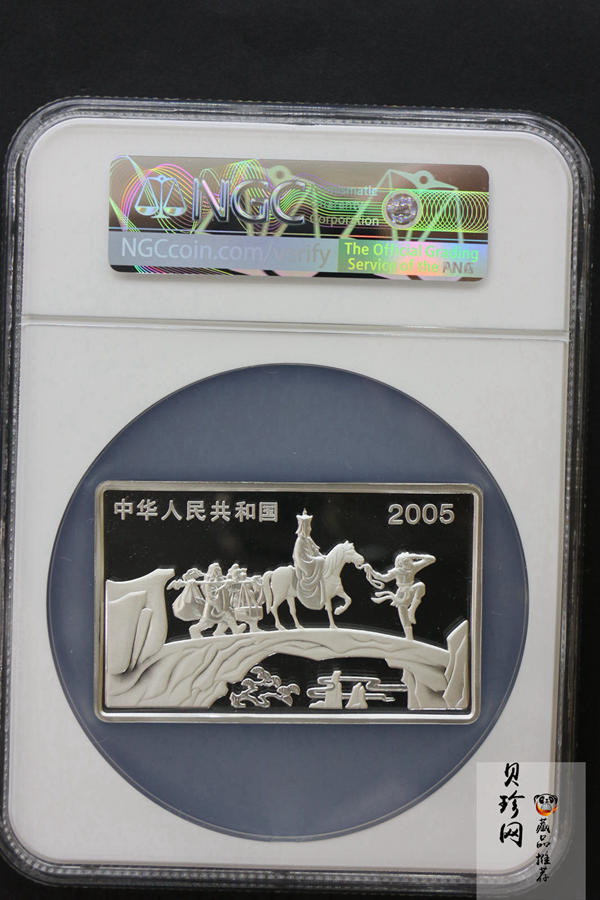 NGC
Numismatic
Guaranty
Corporation
NGCcoin.com/verify
The Official Grading
Service of the ANA
中华人民共和国
2005
贝珍网
藏品推荐